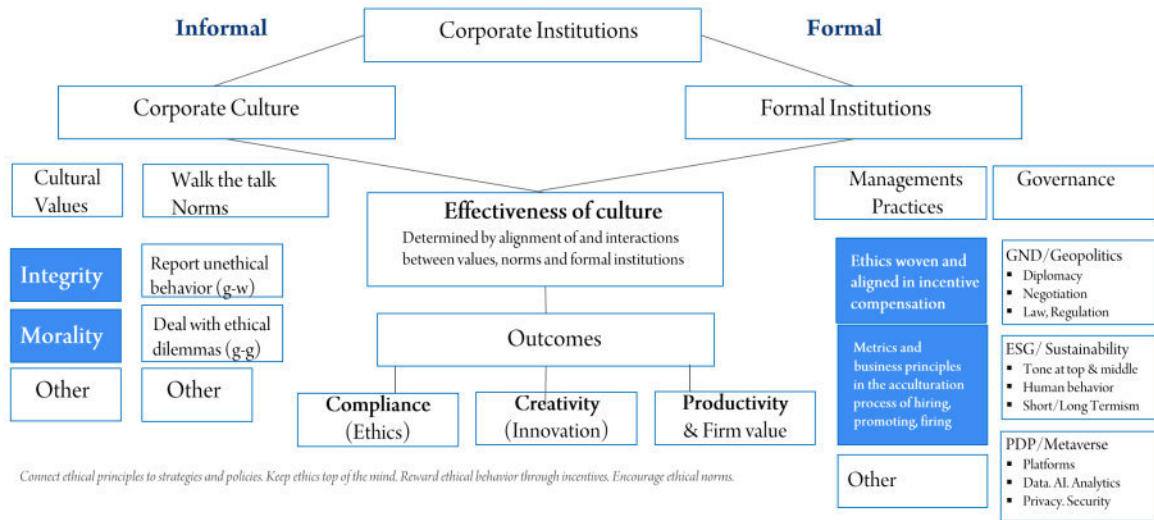 Informal
Corporate Institutions
Formal
Corporate Culture
Formal Institutions
Cultural
Values
Walk the talk
Norms
Effectiveness of culture
Determined by alignment of and interactions
between values, norms and formal institutions
Managements
Practices
Governance
Integrity
Report unethical
behavior (g-w)
Morality
Deal with ethical
dilemmas (g-g)
Other
Other
Outcomes
Compliance
(Ethics)
Creativity
(Innovation)
Productivity
& Firm value
Ethics woven and
aligned in incentive
compensation
Metrics and
business principles
in the acculturation
process of hiring,
promoting, firing
Other
GND/Geopolitics
▪ Diplomacy
▪ Negotiation
▪ Law, Regulation
ESG/ Sustainability
▪ Tone at top & middle
▪ Human behavior
▪ Short/Long Termism
PDP/Metaverse
▪ Platforms
▪ Data. AI. Analytics
▪ Privacy. Security
Connect ethical principles to strategies and policies. Keep ethics top of the mind. Reward ethical behavior through incentives. Encourage ethical norms.